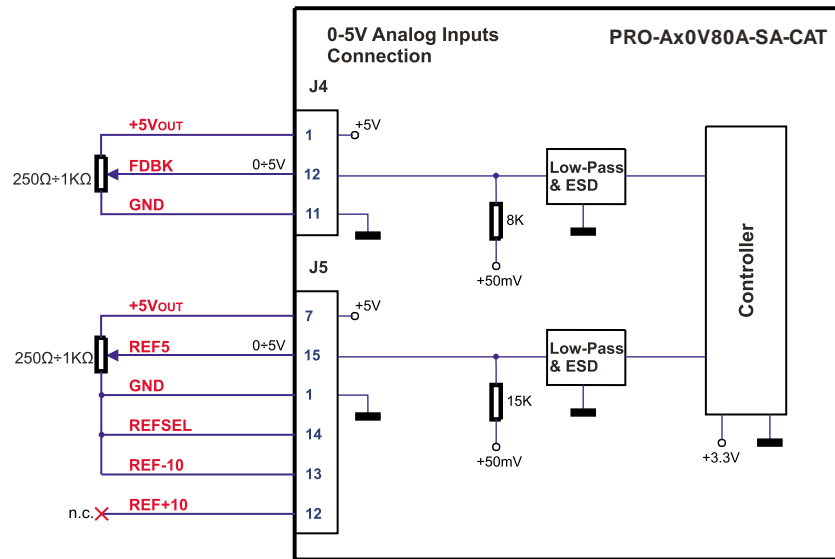 0-5V Analog Inputs
Connection
PRO-Ax0V80A-SA-CAT
J4
+5VOUT
1
+5V
FDBK
0÷5V
12
250Ω÷1KΩ
GND
11
Low-Pass
& ESD
8K
+50mV
Controller
J5
+5VOUT
7
+5V
REF5
0÷5V
15
250Ω÷1KΩ
GND
1
Low-Pass
& ESD
15K
REFSEL
14
+50mV
+3.3V
REF-10
13
n.c.
REF+10
12